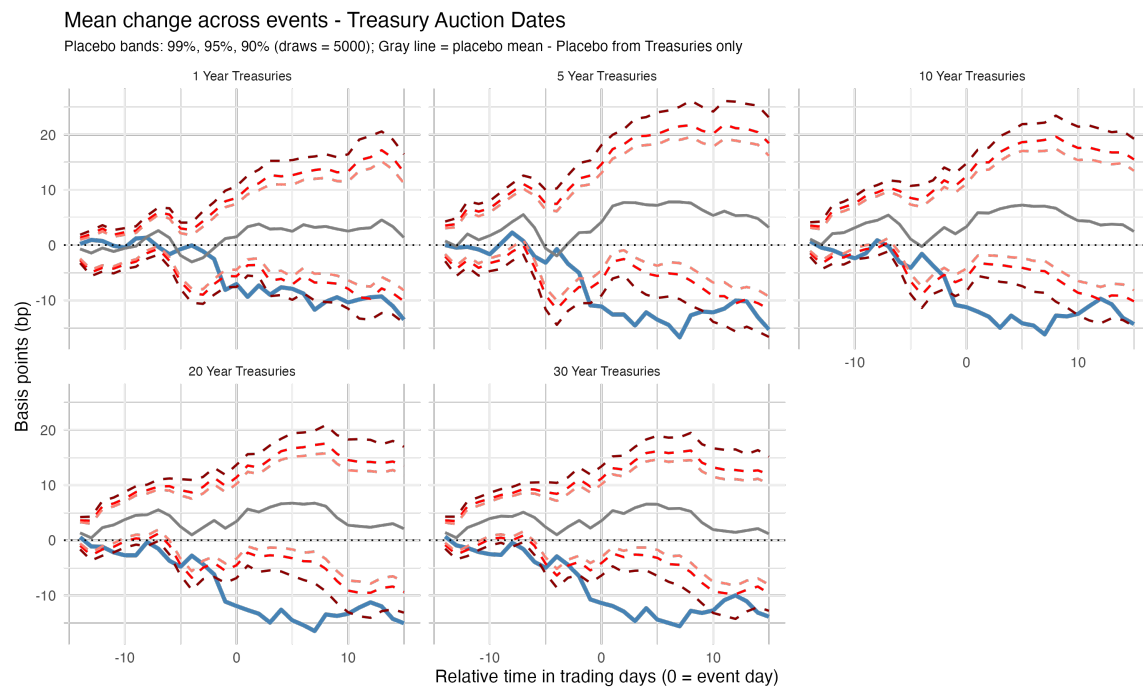 Mean change across events - Treasury Auction Dates
Placebo bands: 99%, 95%, 90% (draws = 5000); Gray line = placebo mean - Placebo from Treasuries only
1 Year Treasuries
5 Year Treasuries
10 Year Treasuries
20
10
0
-10
-10
0
10
20 Year Treasuries
30 Year Treasuries
20
10
0
-10
-10
0
10
-10
0
10
Basis points (bp)
Relative time in trading days (0 = event day)